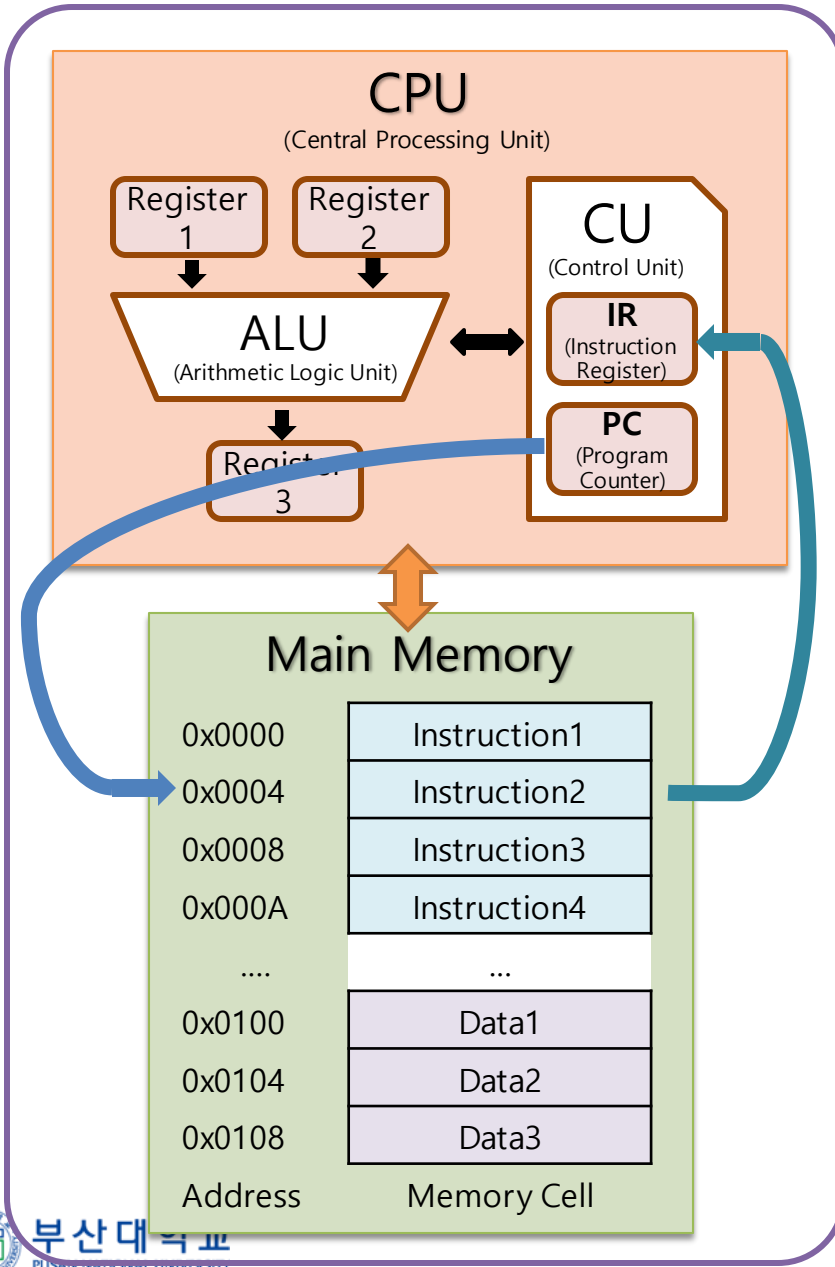 CPU
(Central Processing Unit)
Register
1
Register
2
CU
(Control Unit)
ALU
(Arithmetic Logic Unit)
IR
(Instruction
Register)
PC
(Program
Counter)
Register
3
Main Memory
0x0000 Instruction1
0x0004 Instruction2
0x0008 Instruction3
0x000A Instruction4
.... ...
0x0100 Data1
0x0104 Data2
0x0108 Data3
Address Memory Cell
부산대학교